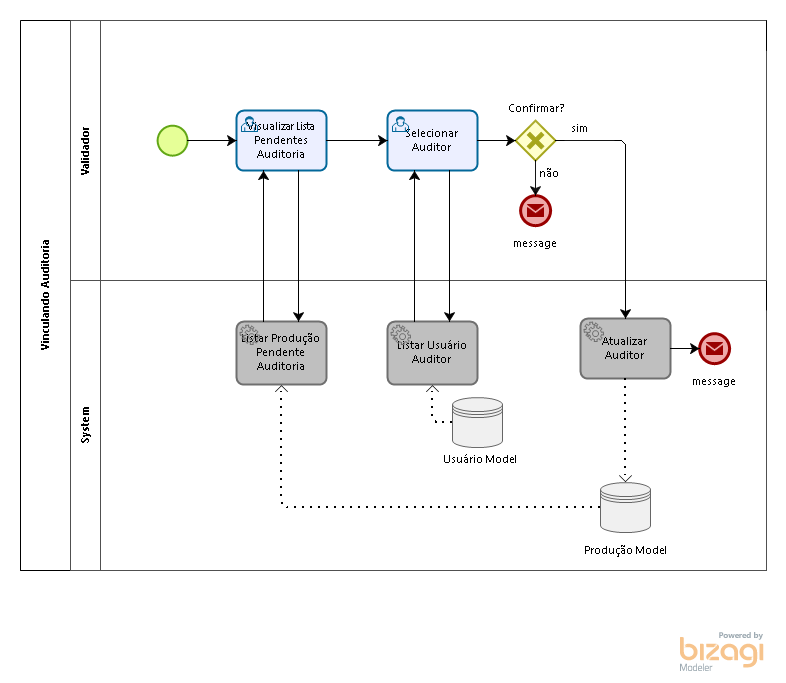 Vinculando Auditoria
Validador
Visualizar Lista
Pendentes
Auditoria
Selecionar
Auditor
Confirmar?
sim
não
message
System
Listar Produção
Pendente
Auditoria
Listar Usuário
Auditor
Atualizar
Auditor
message
Usuário Model
Produção Model
Powered by
bizagi
Modeler